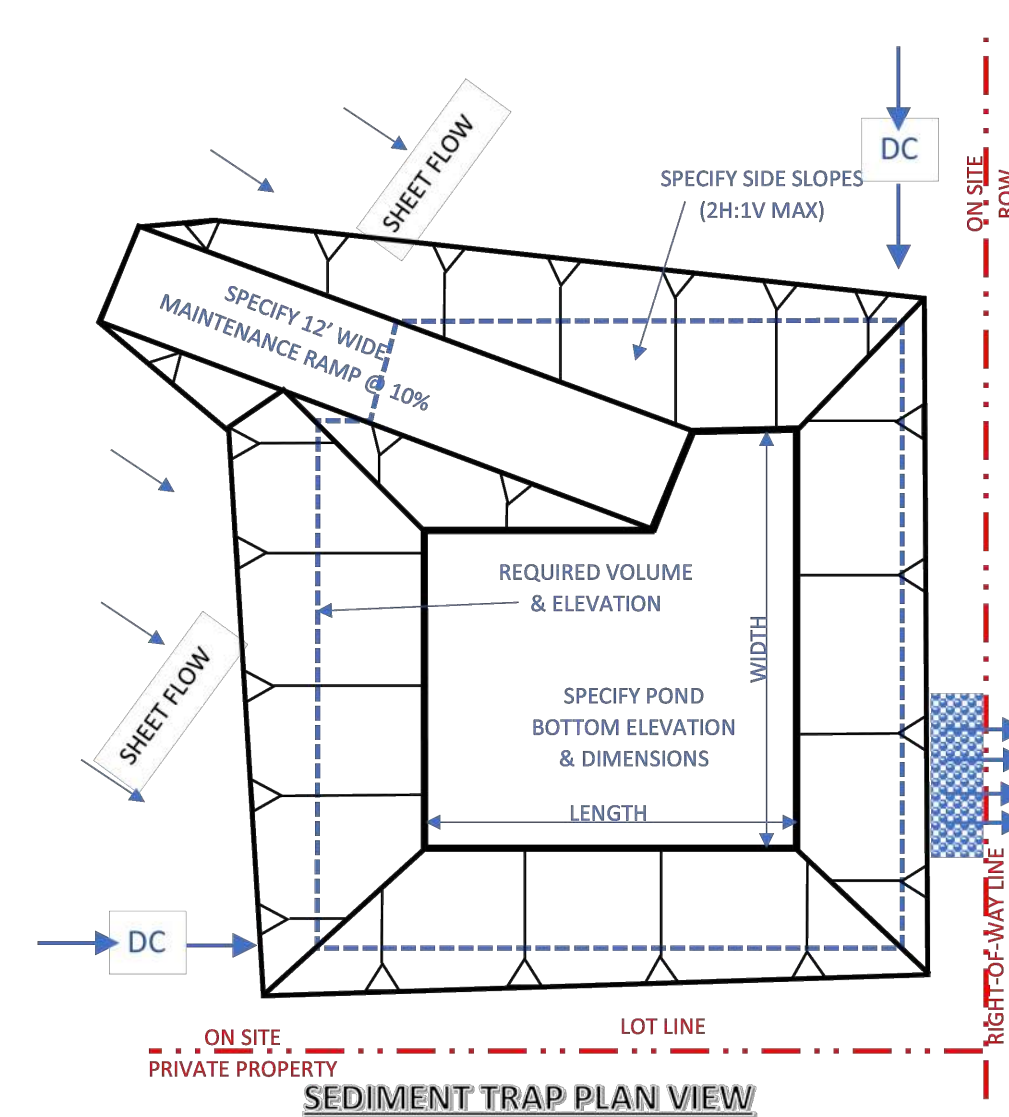 SHEET FLOW
DC
SPECIFY SIDE SLOPES
(2H:1V MAX)
ON SITE
ROW
SPECIFY 12’ WIDE
MAINTENANCE RAMP @ 10%
REQUIRED VOLUME
& ELEVATION
WIDTH
SPECIFY POND
BOTTOM ELEVATION
& DIMENSIONS
LENGTH
SHEET FLOW
DC
RIGHT-OF-WAY LINE
LOT LINE
ON SITE
PRIVATE PROPERTY
SEDIMENT TRAP PLAN VIEW